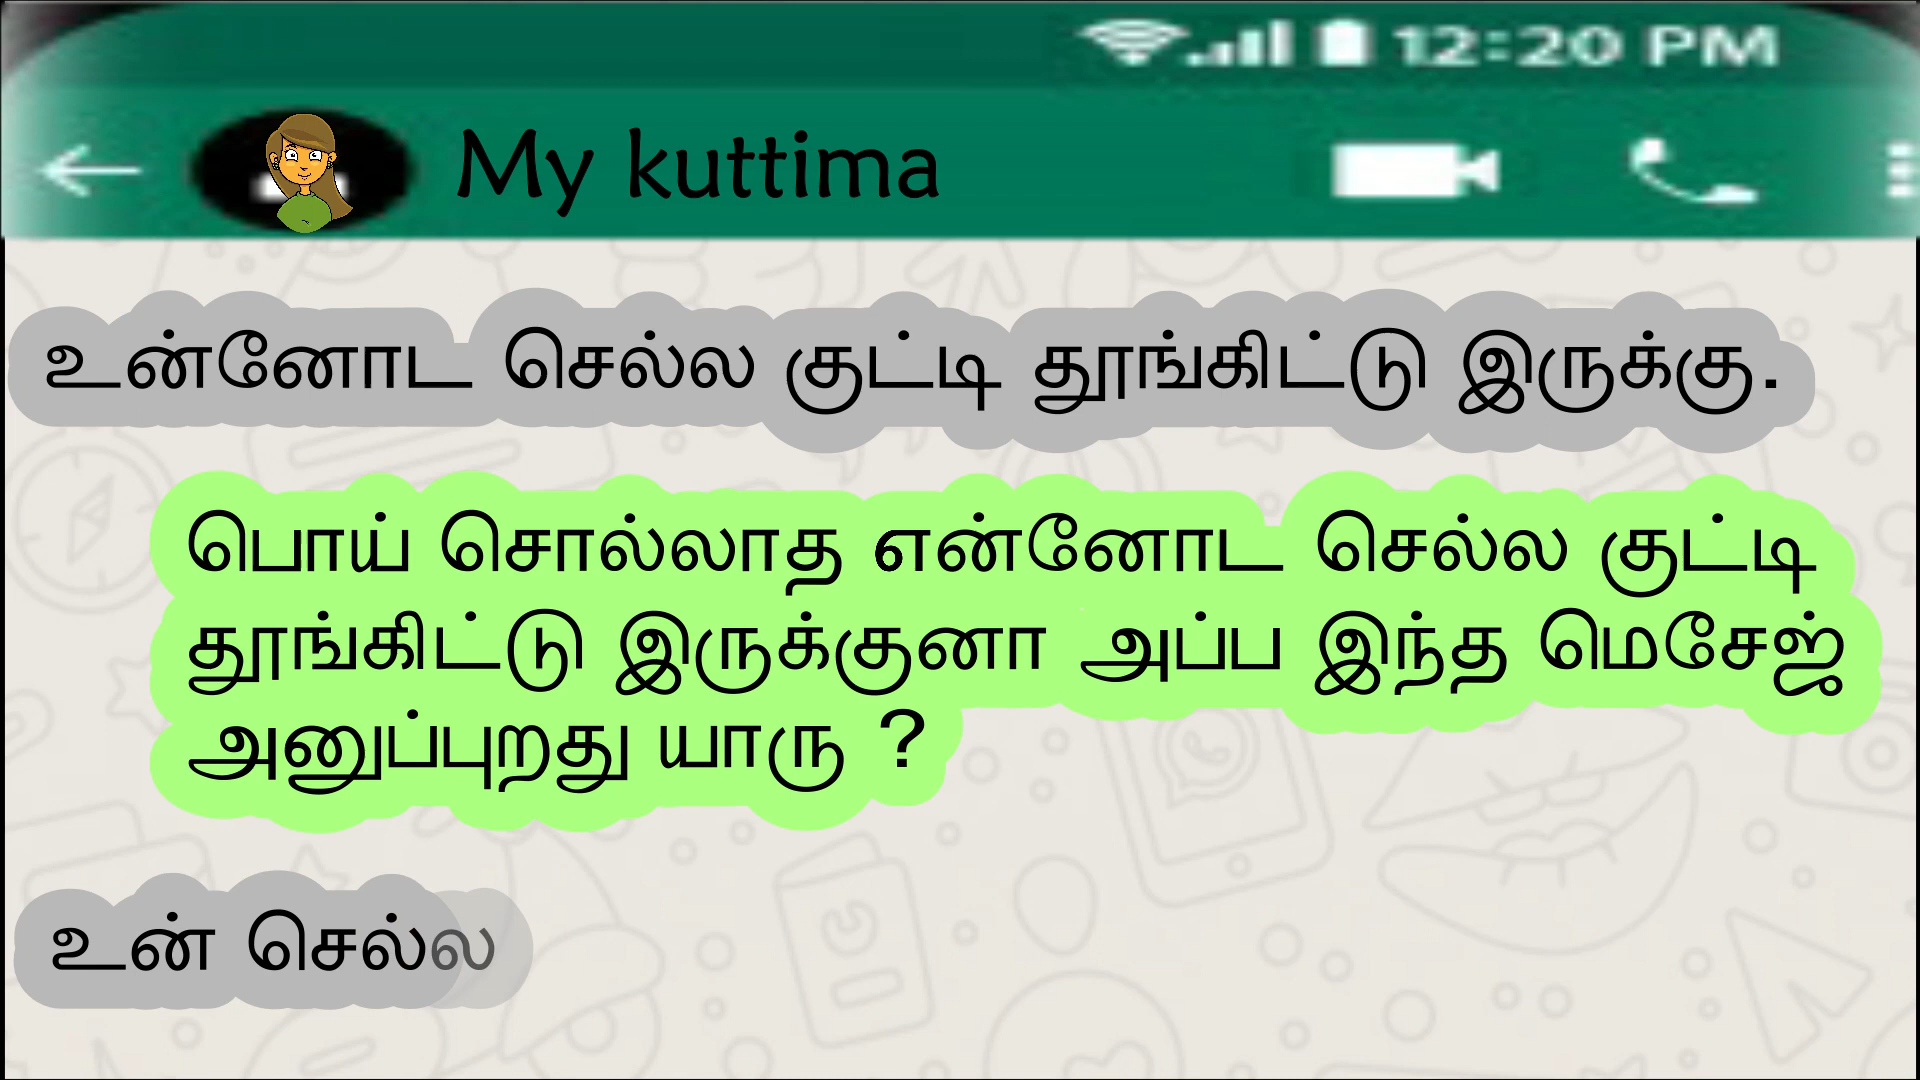 12:20 PM
My kuttima
உன்னோட செல்ல குட்டி தூங்கிட்டு இருக்கு.
பொய் சொல்லாத என்னோட செல்ல குட்டி
தூங்கிட்டு இருக்குனா அப்ப இந்த மெசேஜ்
அனுப்புறது யாரு ?
உன் செல்ல